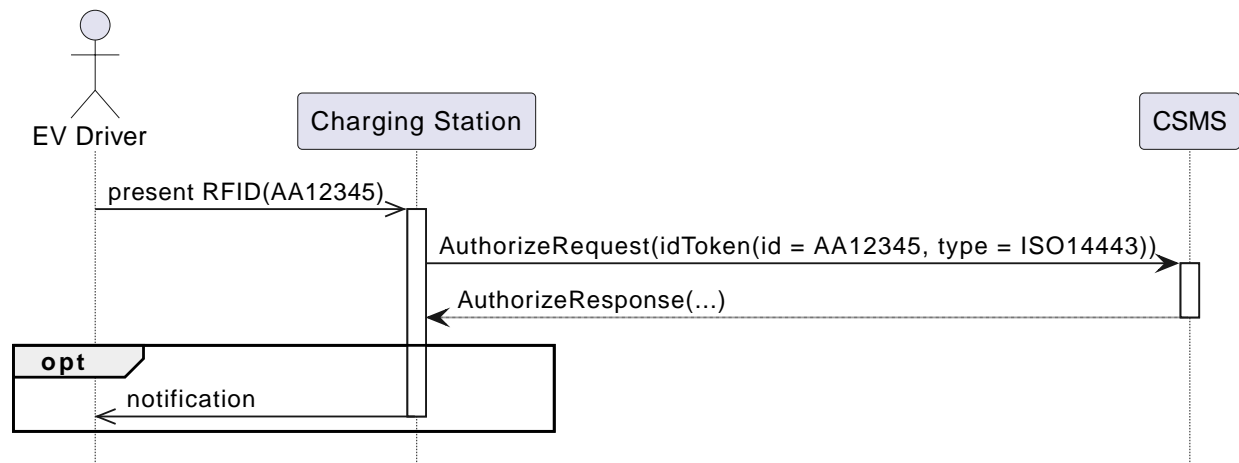 EV Driver
Charging Station
CSMS
present RFID(AA12345)
AuthorizeRequest(idToken(id = AA12345, type = ISO14443))
AuthorizeResponse(...)
opt
notification